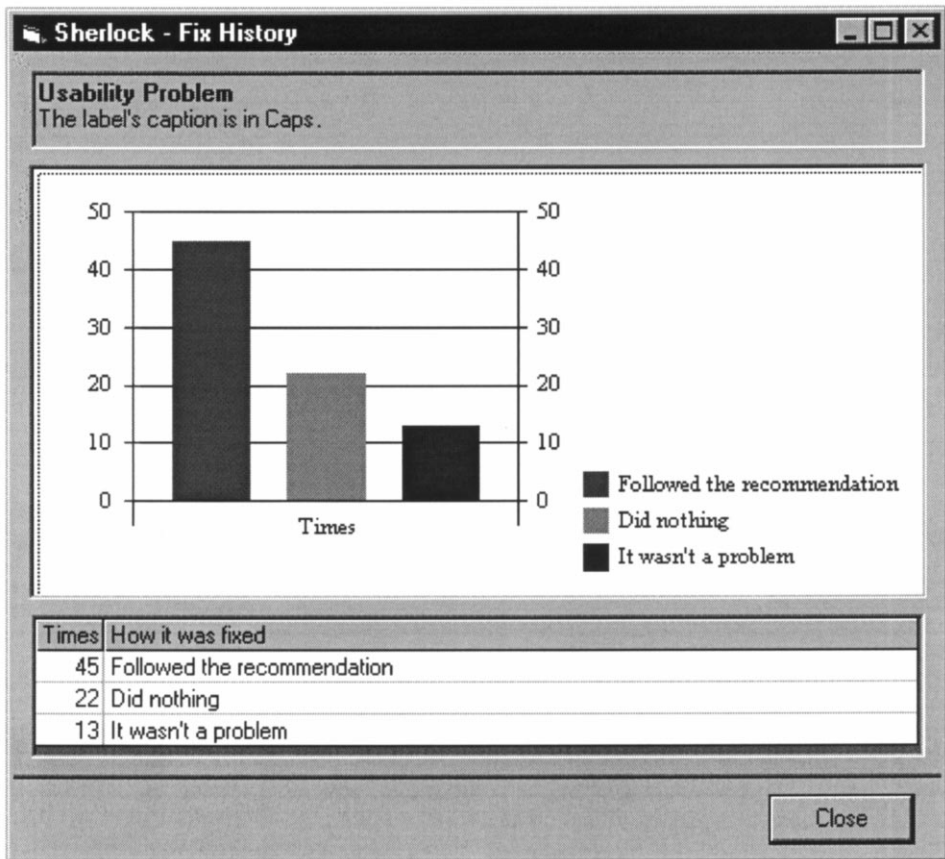 Sherlock - Fix History
Usability Problem
The label's caption is in Caps.
50 50
40 40
30 30
20 20
10 10
0 0
Times
Followed the recommendation
Did nothing
It wasn't a problem
Times How it was fixed
45 Followed the recommendation
22 Did nothing
13 It wasn't a problem
Close